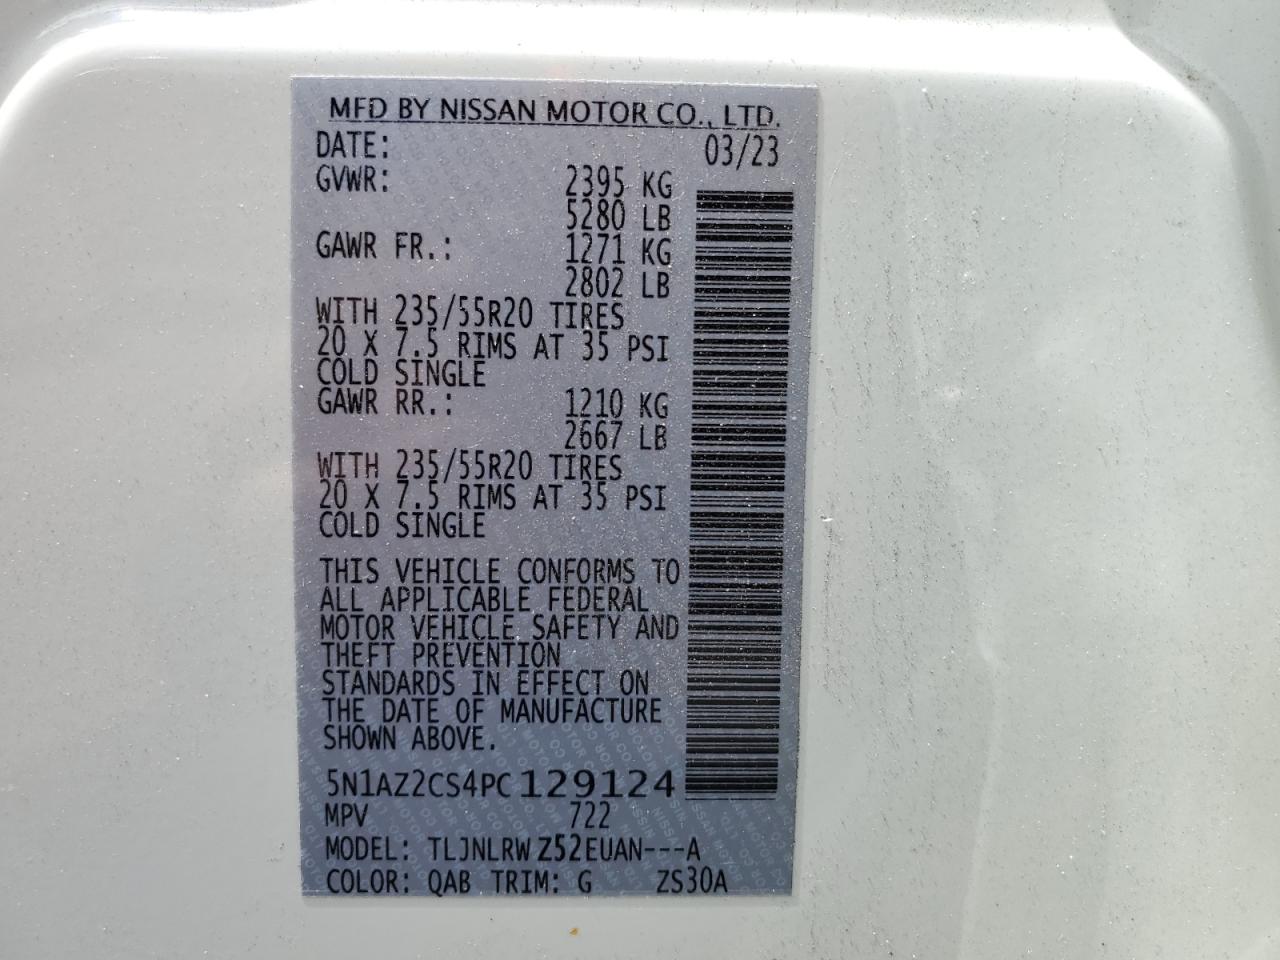 MFD BY NISSAN MOTOR CO., LTD.
DATE: 03/23
GVWR: 2395 KG
5280 LB
GAWR FR.: 1271 KG
2802 LB
WITH 235/55R20 TIRES
20 X 7.5 RIMS AT 35 PSI
COLD SINGLE
GAWR RR.: 1210 KG
2667 LB
WITH 235/55R20 TIRES
20 X 7.5 RIMS AT 35 PSI
COLD SINGLE
THIS VEHICLE CONFORMS TO
ALL APPLICABLE FEDERAL
MOTOR VEHICLE SAFETY AND
THEFT PREVENTION
STANDARDS IN EFFECT ON
THE DATE OF MANUFACTURE
SHOWN ABOVE.
5N1AZ2CS4PC129124
MPV 722
MODEL: TLJNLRWZ52EUAN---A
COLOR: QAB TRIM: G ZS30A